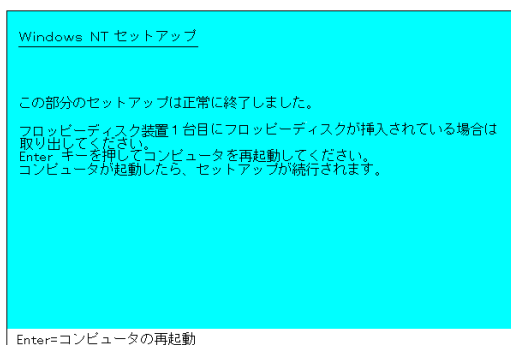 Windows NT セットアップ
この部分のセットアップは正常に終了しました。
フロッピーディスク装置1台目にフロッピーディスクが挿入されている場合は
取り出してください。
Enter キーを押してコンピュータを再起動してください。
コンピュータが起動したら、セットアップが続行されます。
Enter=コンピュータの再起動